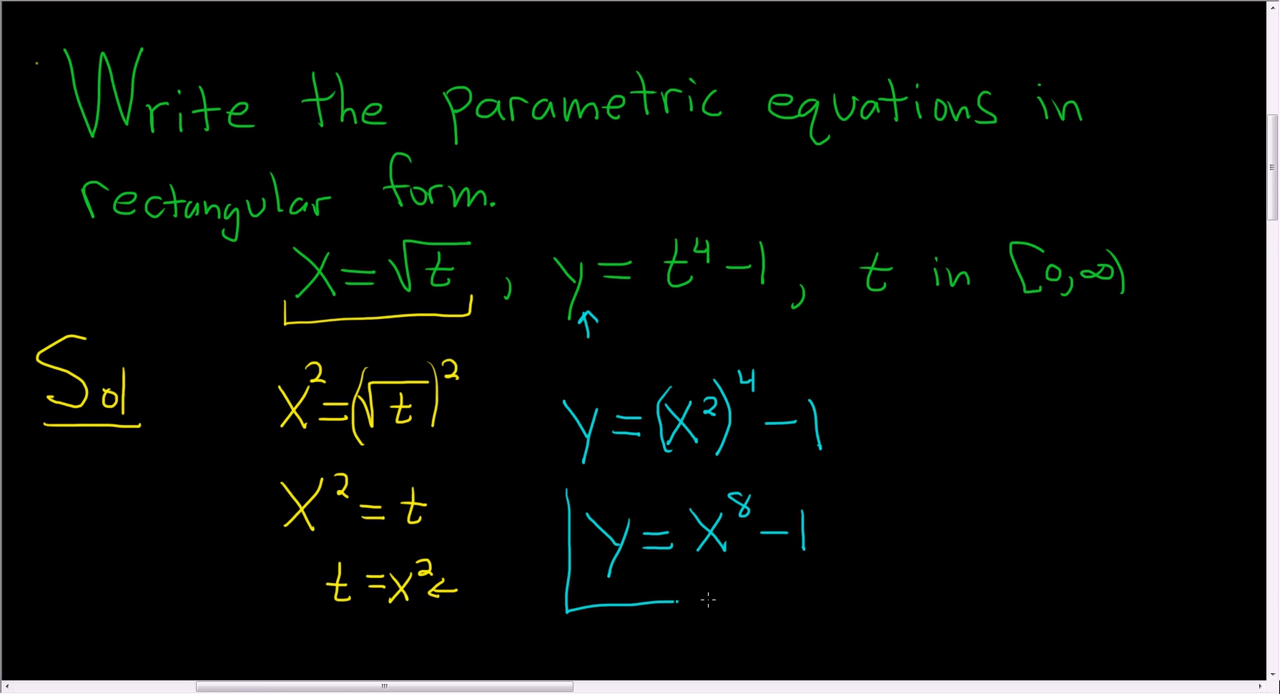 Write the parametric equations in
rectangular form.
X = √t , y = t⁴ - 1 , t in [0, ∞)
Sol
X² = (√t)²
Y = (X²)⁴ - 1
X² = t
Y = X⁸ - 1
t = x² ←